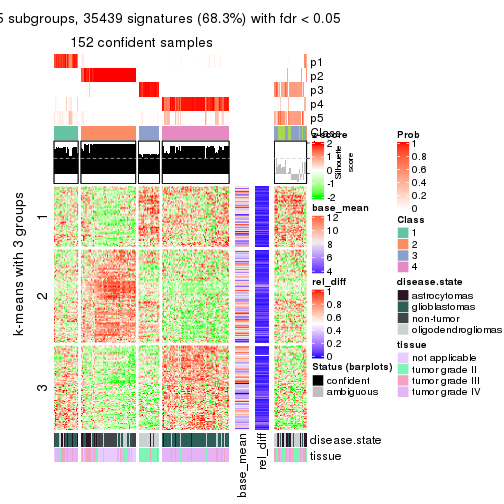 5 subgroups, 35439 signatures (68.3%) with fdr < 0.05
152 confident samples
p1
p2
p3
p4
p5
Class
z-score
2
1
0
-1
-2
Silhouette
score
k-means with 3 groups
1
2
3
base_mean
12
10
8
6
4
rel_diff
1
0.8
0.6
0.4
0.2
0
Status (barplots)
confident
ambiguous
Prob
1
0.8
0.6
0.4
0.2
0
Class
1
2
3
4
disease.state
astrocytomas
glioblastomas
non-tumor
oligodendrogliomas
tissue
not applicable
tumor grade II
tumor grade III
tumor grade IV
disease.state
tissue
base_mean
rel_diff